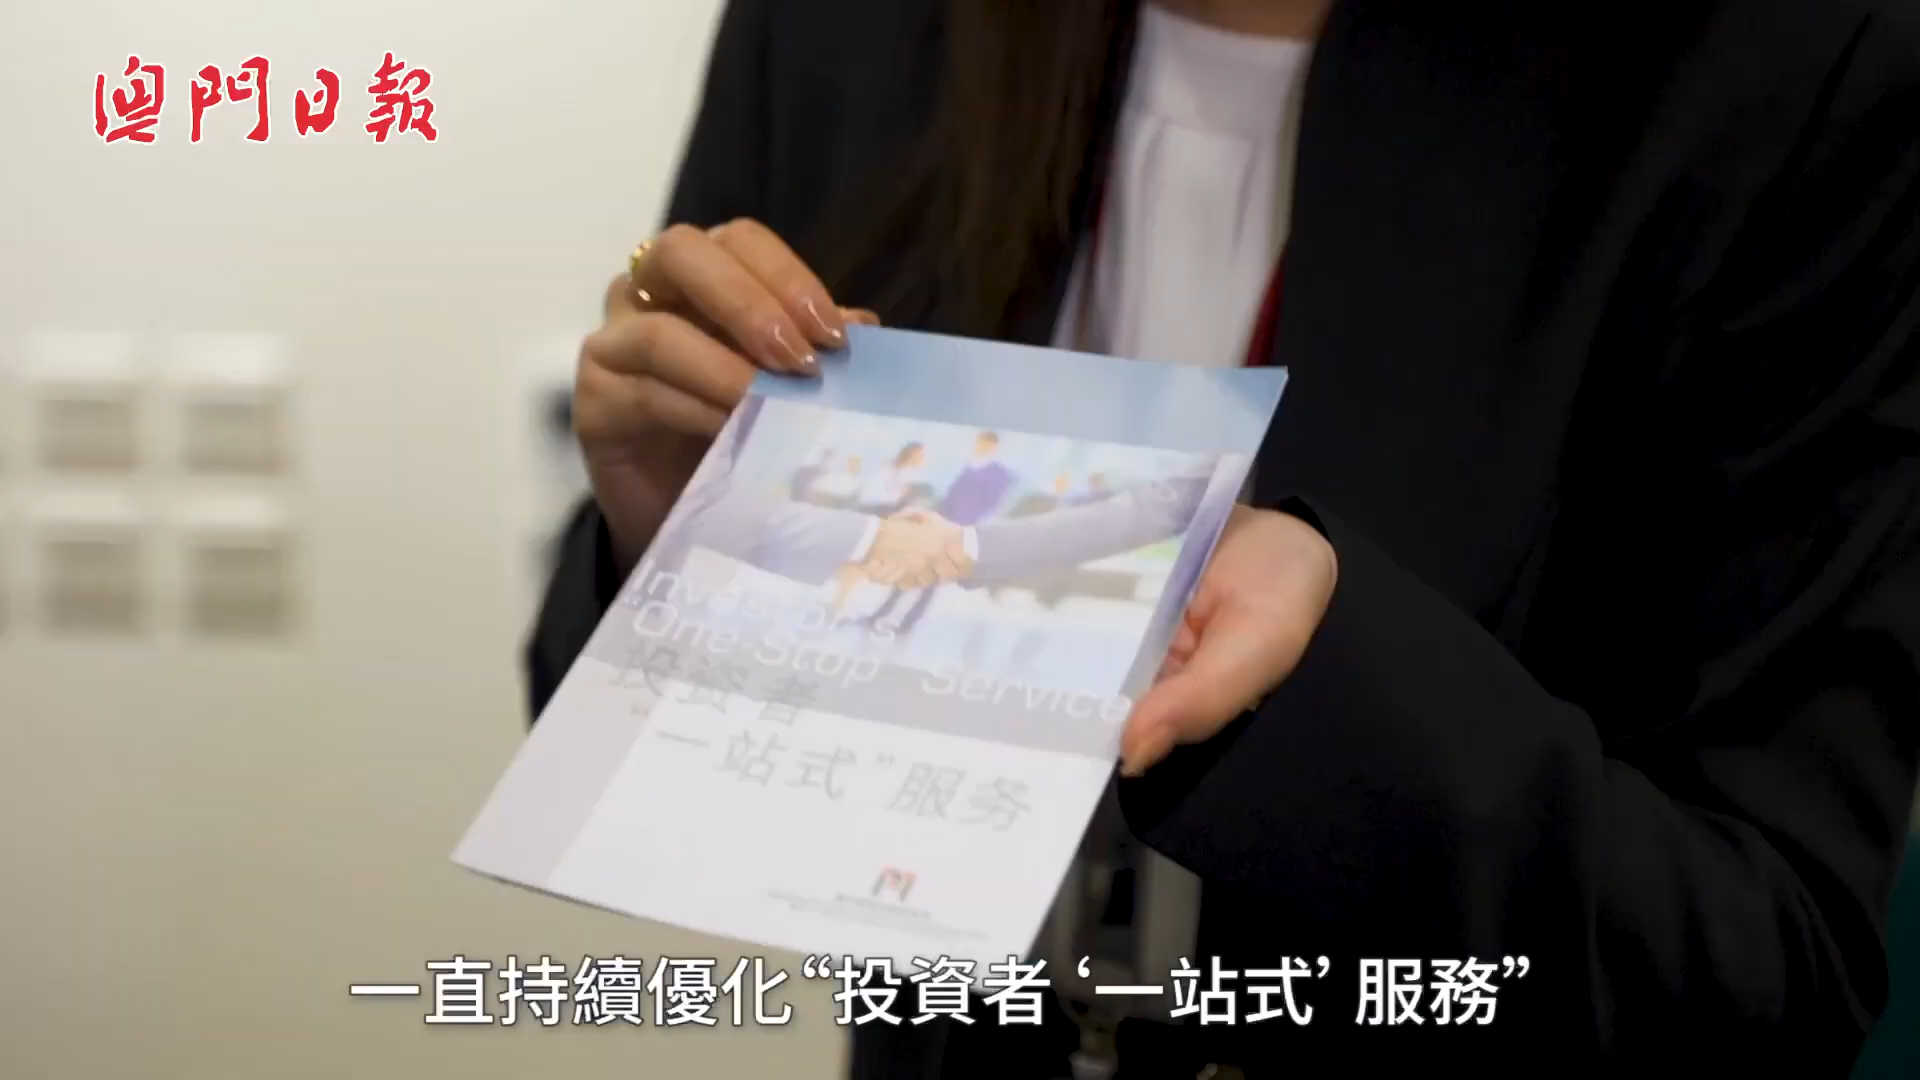 澳門日報
Investor's
"One Stop" Service
投資者
"一站式"服务
一直持續優化“投資者‘一站式’服務”